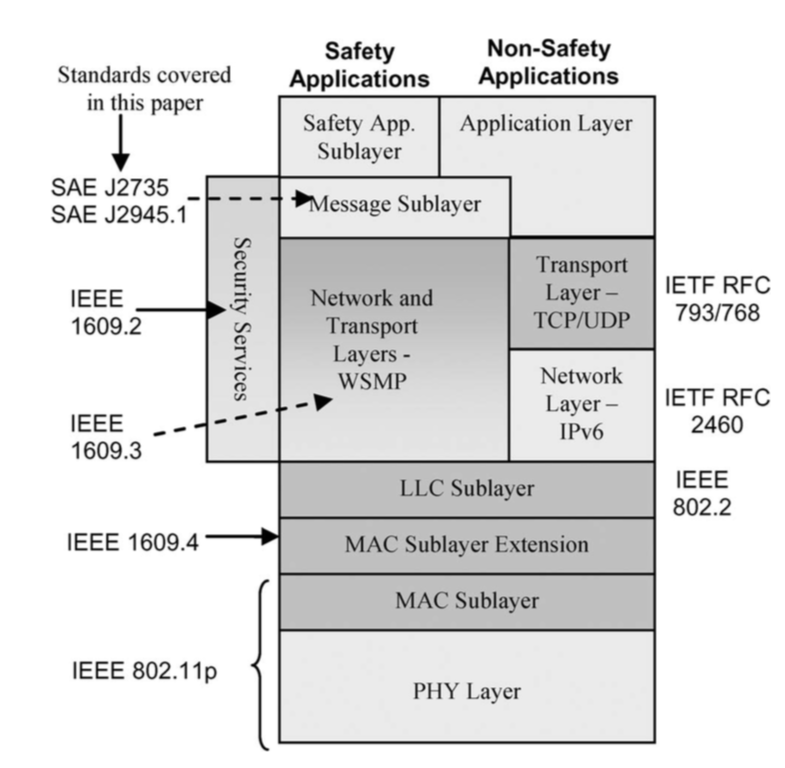 Safety
Applications
Non-Safety
Applications
Standards covered
in this paper
Safety App.
Sublayer
Application Layer
SAE J2735
SAE J2945.1
Message Sublayer
Security Services
IEEE
1609.2
Network and
Transport
Layers -
WSMP
Transport
Layer –
TCP/UDP
IETF RFC
793/768
IEEE
1609.3
Network
Layer –
IPv6
IETF RFC
2460
LLC Sublayer
IEEE
802.2
IEEE 1609.4
MAC Sublayer Extension
MAC Sublayer
IEEE 802.11p
PHY Layer